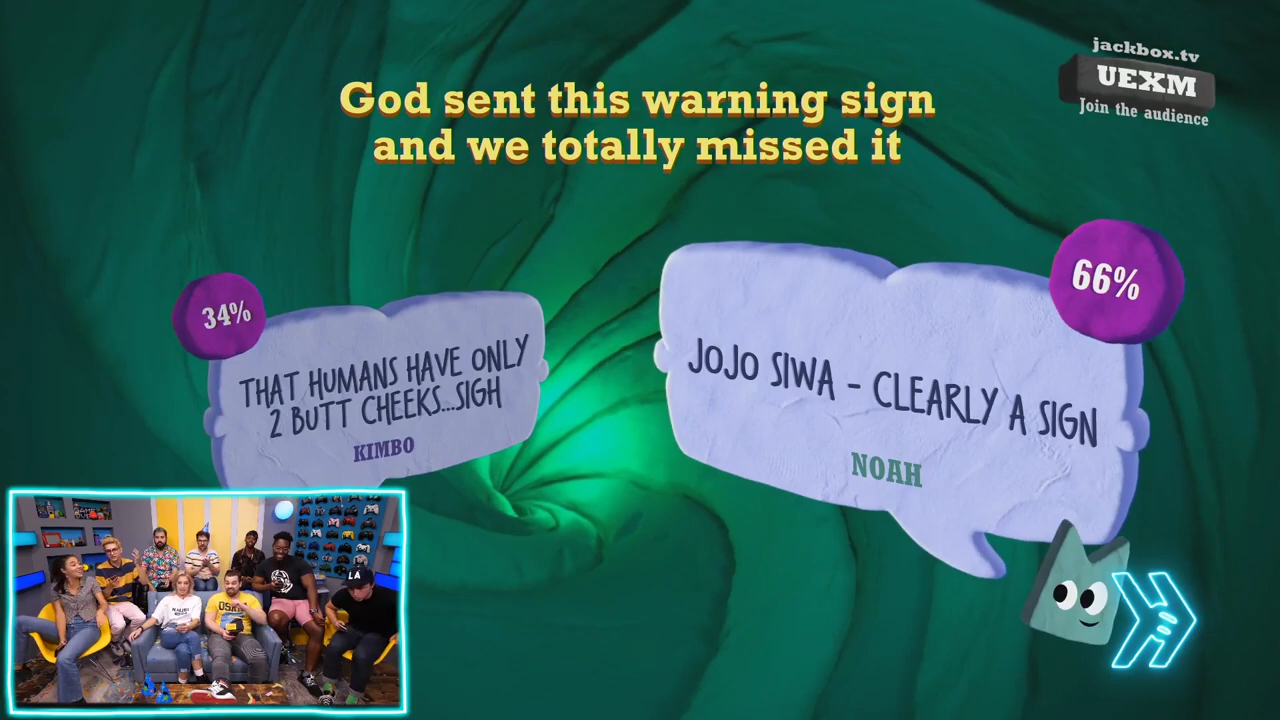 jackbox.tv
UEXM
Join the audience
God sent this warning sign
and we totally missed it
34%
THAT HUMANS HAVE ONLY
2 BUTT CHEEKS...SIGH
KIMBO
66%
JOJO SIWA - CLEARLY A SIGN
NOAH
LA